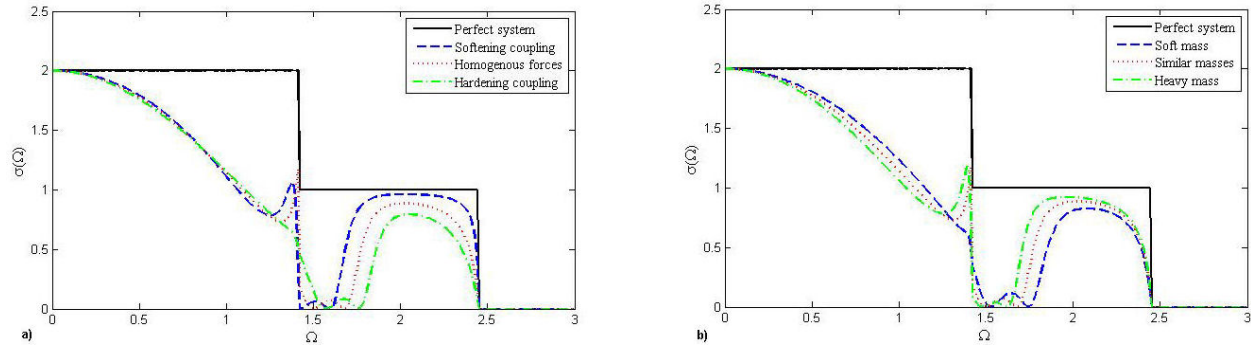 3
Perfect system
Softening coupling
Homogenous forces
Hardening coupling
2.5
2
1.5
σ(Ω)
1
0.5
0
0 0.5 1 1.5 2 2.5 3
a)
Ω
3
Perfect system
Soft mass
Similar masses
Heavy mass
2.5
2
1.5
σ(Ω)
1
0.5
0
0 0.5 1 1.5 2 2.5 3
b)
Ω